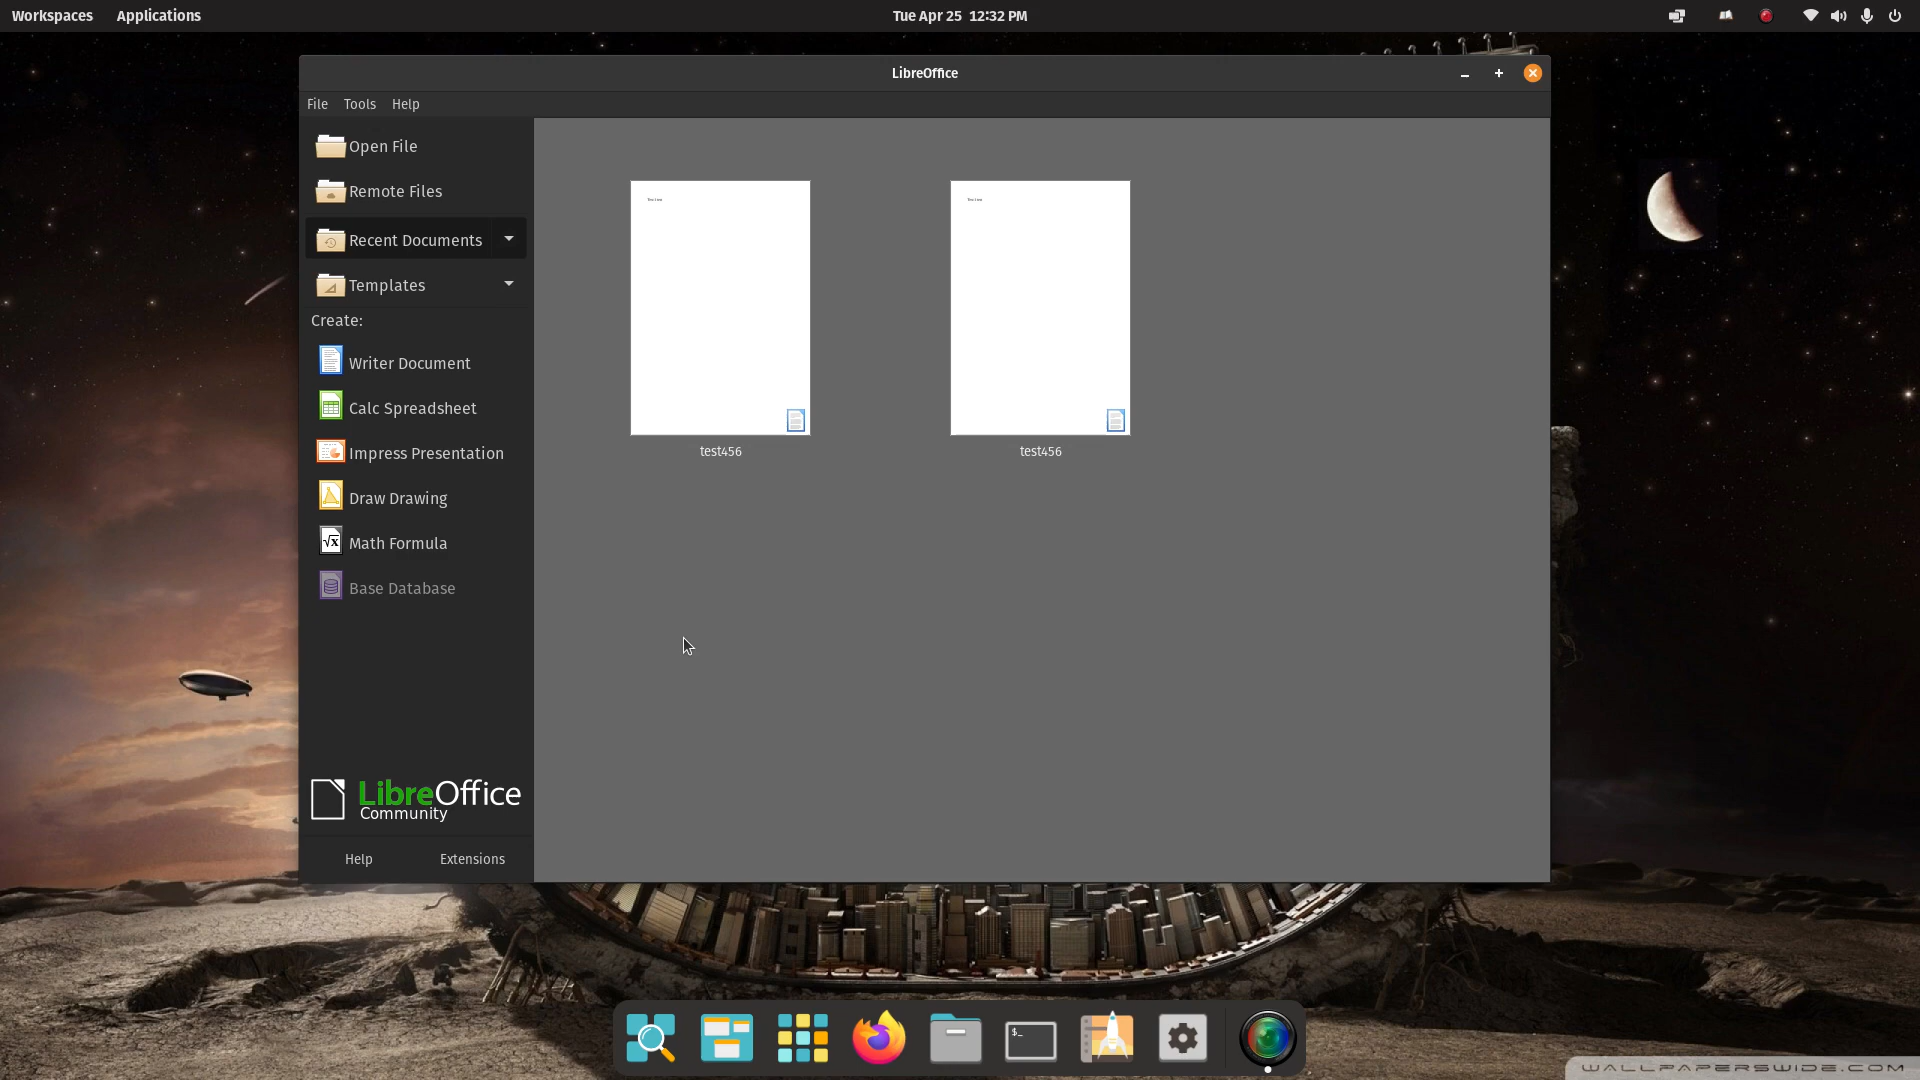 Workspaces Applications Tue Apr 25 12:32 PM
LibreOffice
File Tools Help
Open File
Remote Files
Recent Documents
Templates
Create:
Writer Document
Calc Spreadsheet
Impress Presentation
Draw Drawing
Math Formula
Base Database
test456 test456
LibreOffice
Community
Help Extensions
$_
WALLPAPERSWIDE.COM